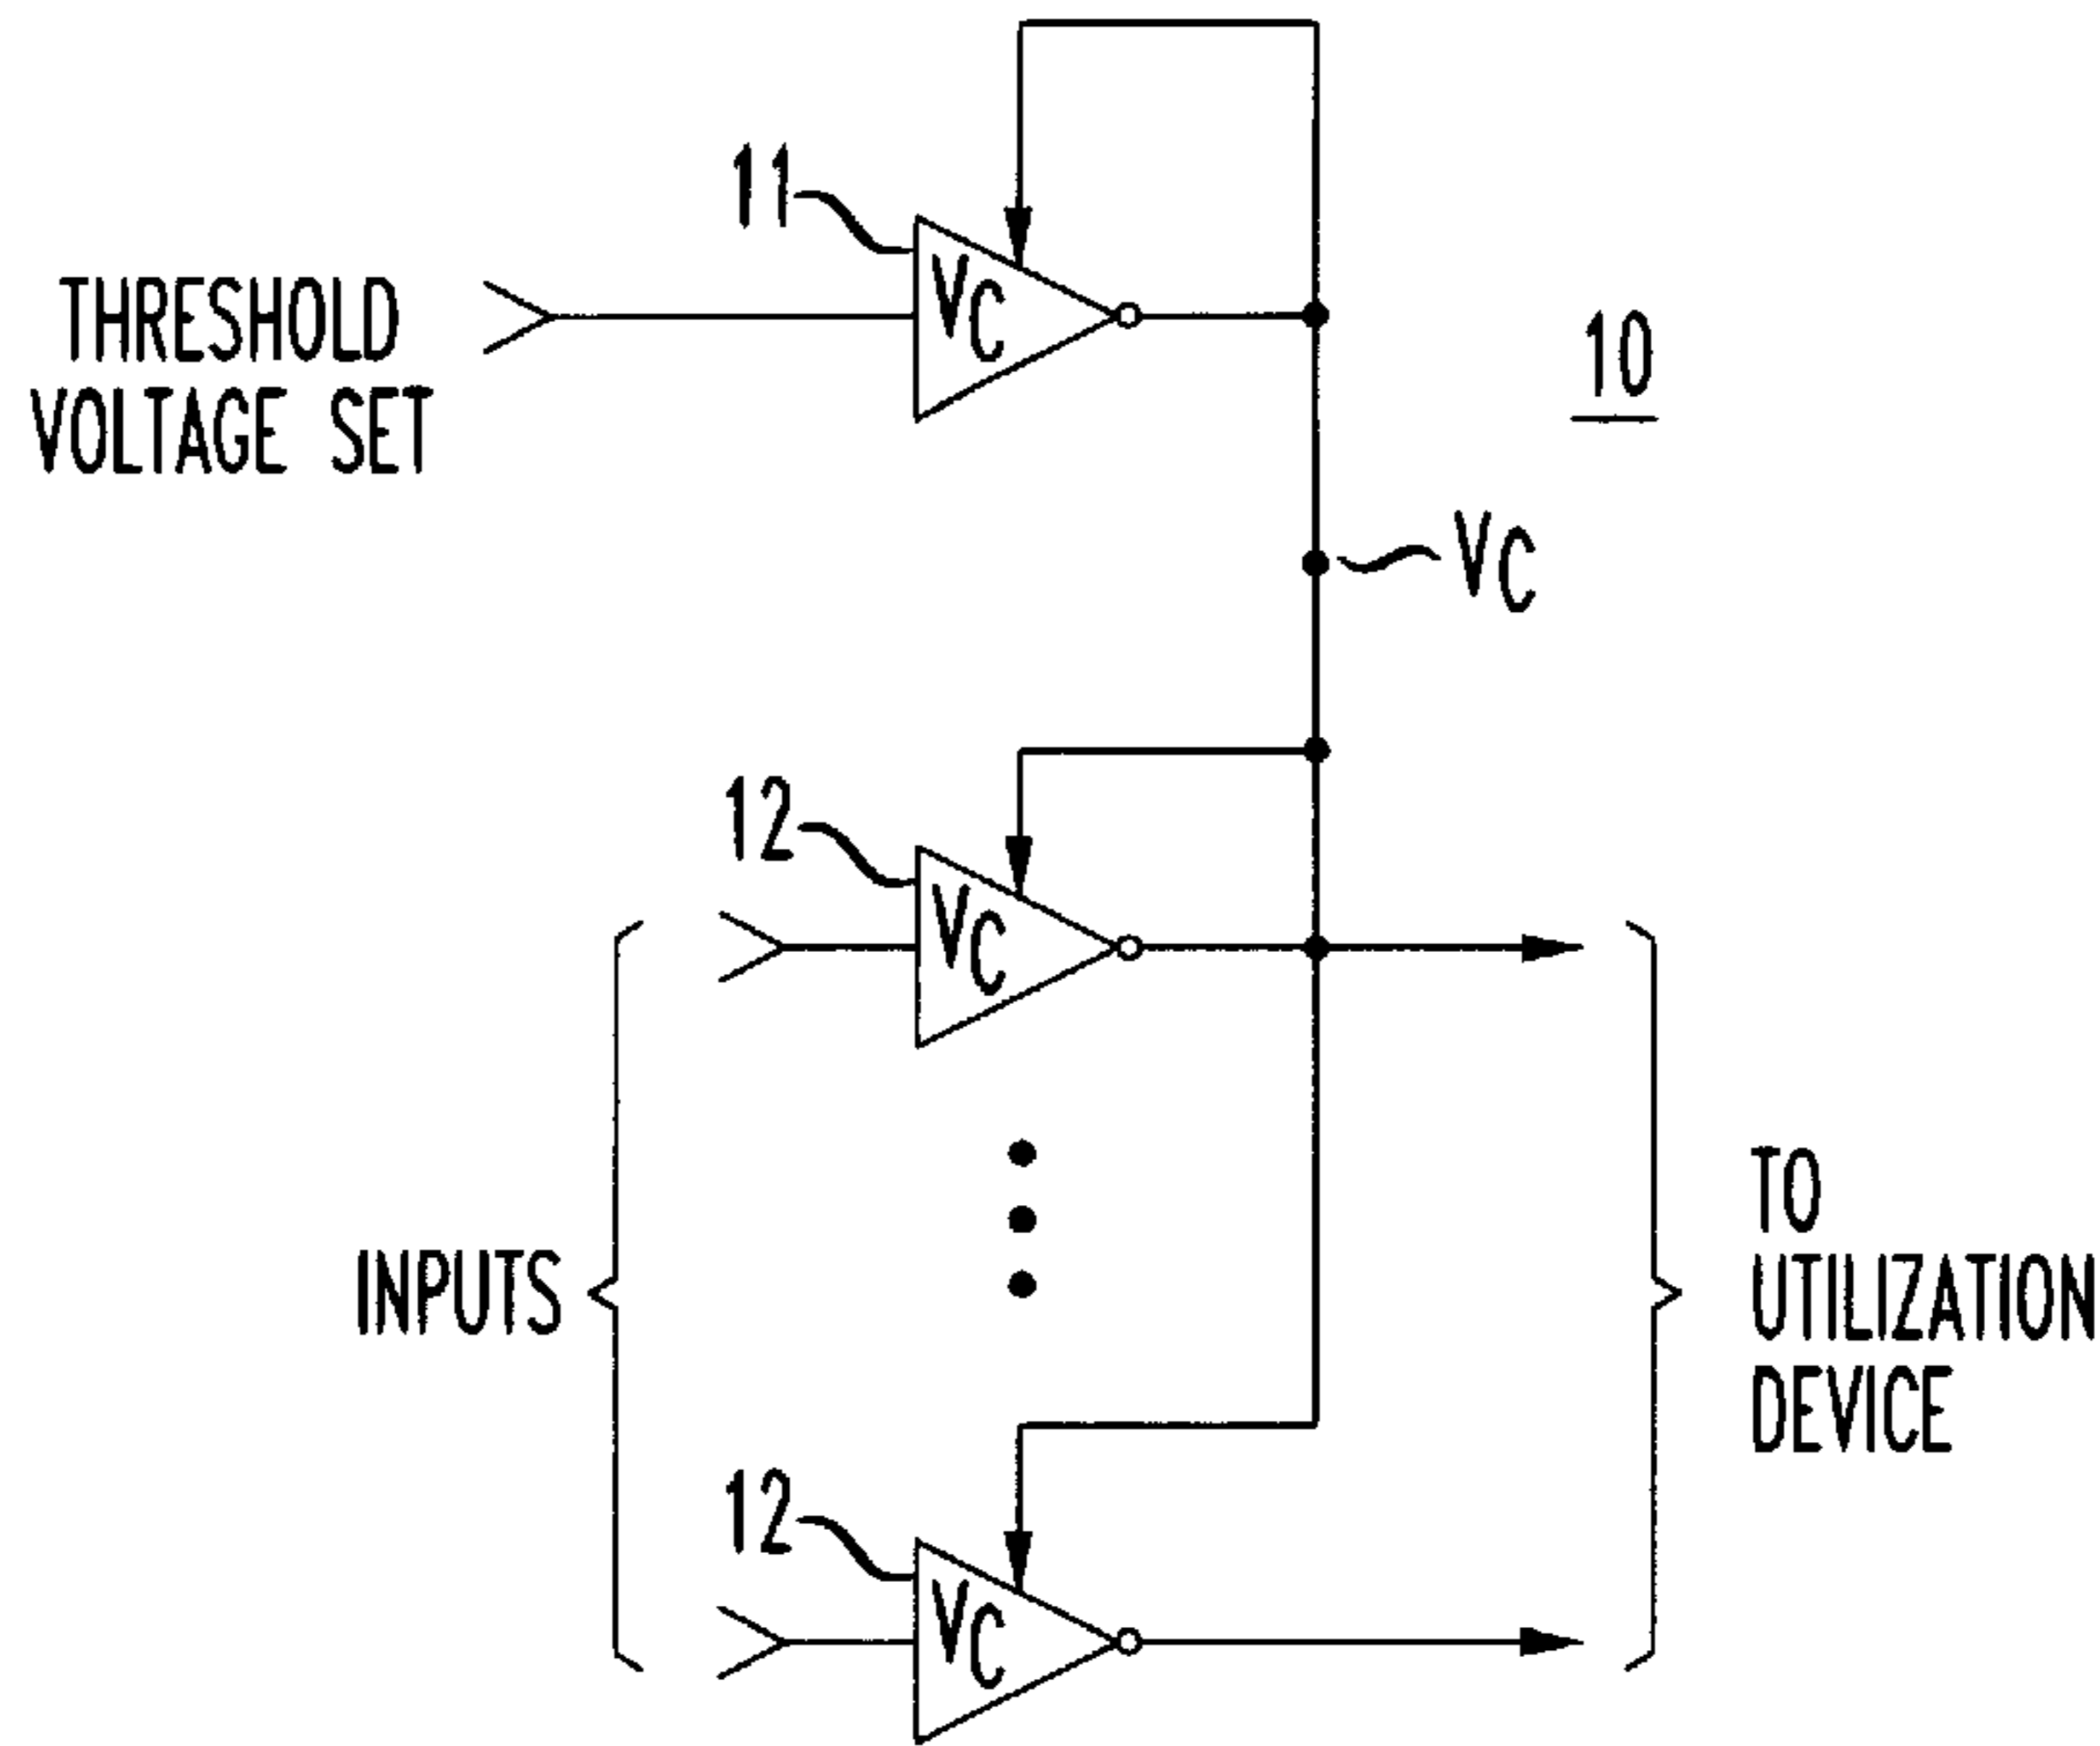 11
THRESHOLD
VOLTAGE SET
VC
10
VC
12
VC
INPUTS
TO
UTILIZATION
DEVICE
12
VC